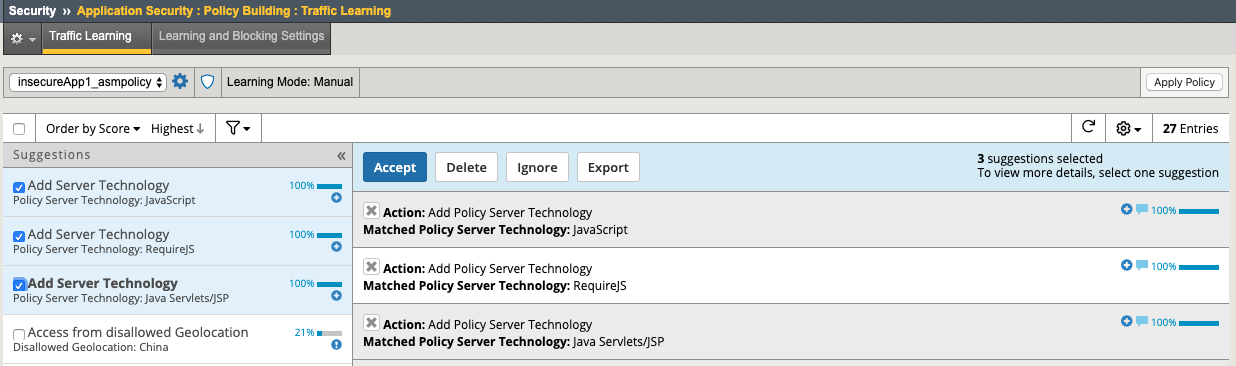 Security » Application Security : Policy Building : Traffic Learning
Traffic Learning Learning and Blocking Settings
insecureApp1_asmpolicy Learning Mode: Manual Apply Policy
Order by Score Highest 27 Entries
Suggestions «
Accept Delete Ignore Export
3 suggestions selected
To view more details, select one suggestion
Add Server Technology 100%
Policy Server Technology: JavaScript
Add Server Technology 100%
Policy Server Technology: RequireJS
Add Server Technology 100%
Policy Server Technology: Java Servlets/JSP
Access from disallowed Geolocation 21%
Disallowed Geolocation: China
Action: Add Policy Server Technology 100%
Matched Policy Server Technology: JavaScript
Action: Add Policy Server Technology 100%
Matched Policy Server Technology: RequireJS
Action: Add Policy Server Technology 100%
Matched Policy Server Technology: Java Servlets/JSP